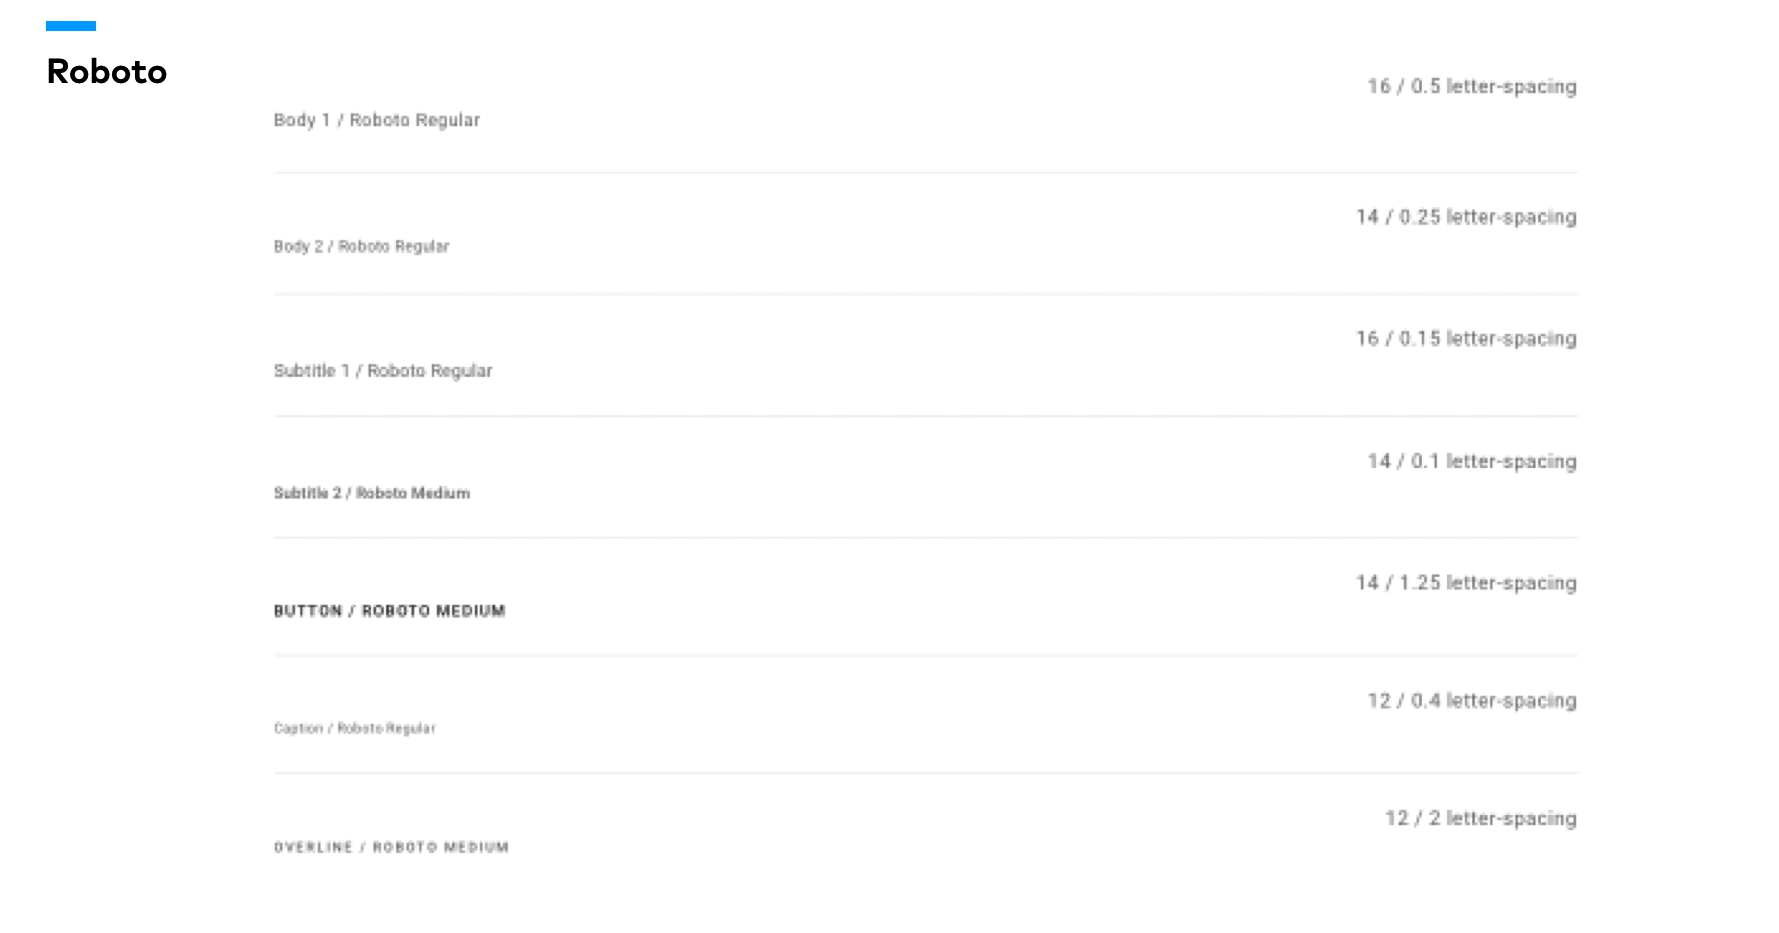 Roboto
16 / 0.5 letter-spacing
Body 1 / Roboto Regular
14 / 0.25 letter-spacing
Body 2 / Roboto Regular
16 / 0.15 letter-spacing
Subtitle 1 / Roboto Regular
14 / 0.1 letter-spacing
Subtitle 2 / Roboto Medium
14 / 1.25 letter-spacing
BUTTON / ROBOTO MEDIUM
12 / 0.4 letter-spacing
Caption / Roboto Regular
12 / 2 letter-spacing
OVERLINE / ROBOTO MEDIUM